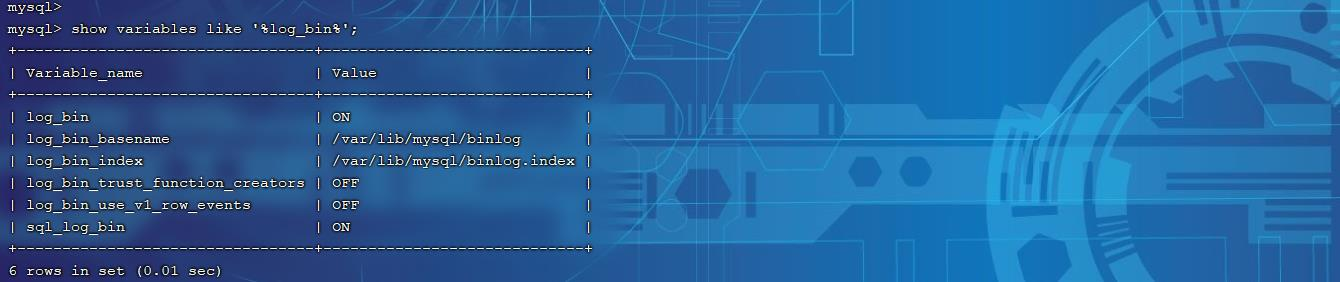 mysql>
mysql> show variables like '%log_bin%';
+--------------------------------+-----------------------------+
| Variable_name                  | Value                       |
+--------------------------------+-----------------------------+
| log_bin                        | ON                          |
| log_bin_basename               | /var/lib/mysql/binlog       |
| log_bin_index                  | /var/lib/mysql/binlog.index |
| log_bin_trust_function_creators | OFF                         |
| log_bin_use_v1_row_events      | OFF                         |
| sql_log_bin                    | ON                          |
+--------------------------------+-----------------------------+
6 rows in set (0.01 sec)